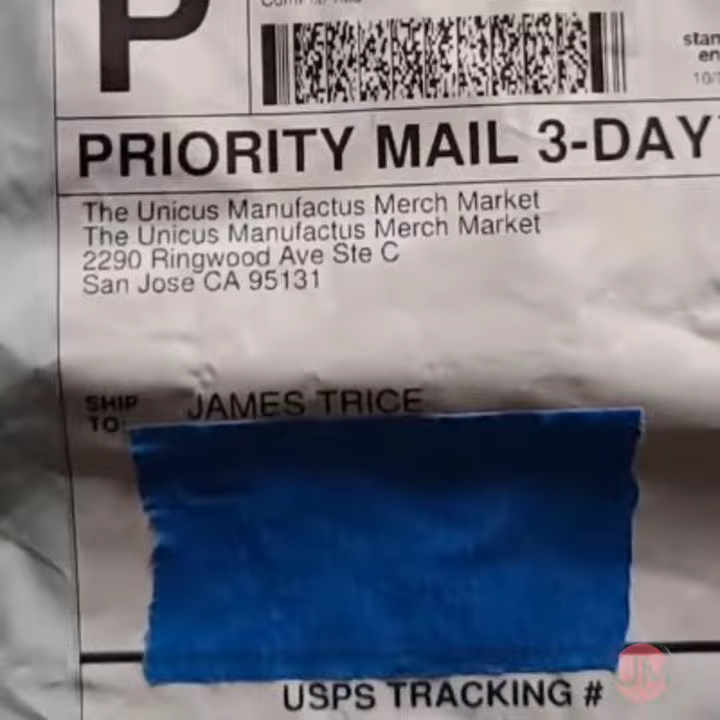 P
PRIORITY MAIL 3-DAY
The Unicus Manufactus Merch Market
The Unicus Manufactus Merch Market
2290 Ringwood Ave Ste C
San Jose CA 95131
SHIP
TO:
JAMES TRICE
USPS TRACKING #
JM